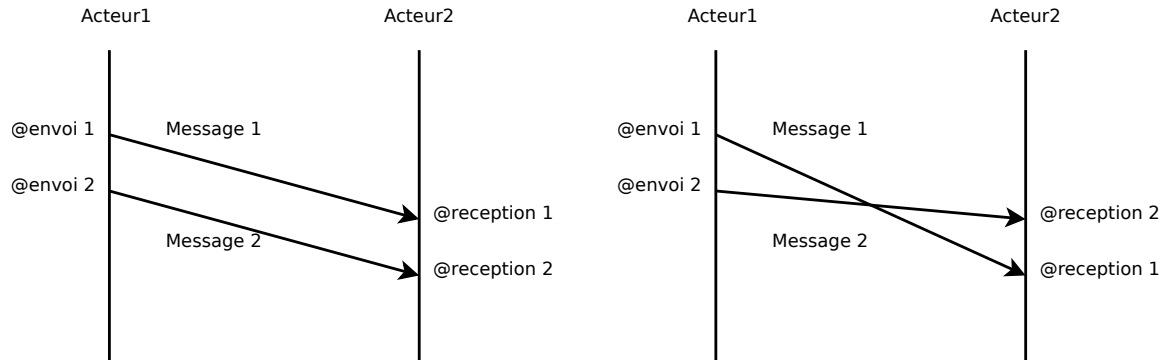 Acteur1
Acteur2
@envoi 1
Message 1
@envoi 2
@reception 1
Message 2
@reception 2
Acteur1
Acteur2
@envoi 1
Message 1
@envoi 2
@reception 2
Message 2
@reception 1